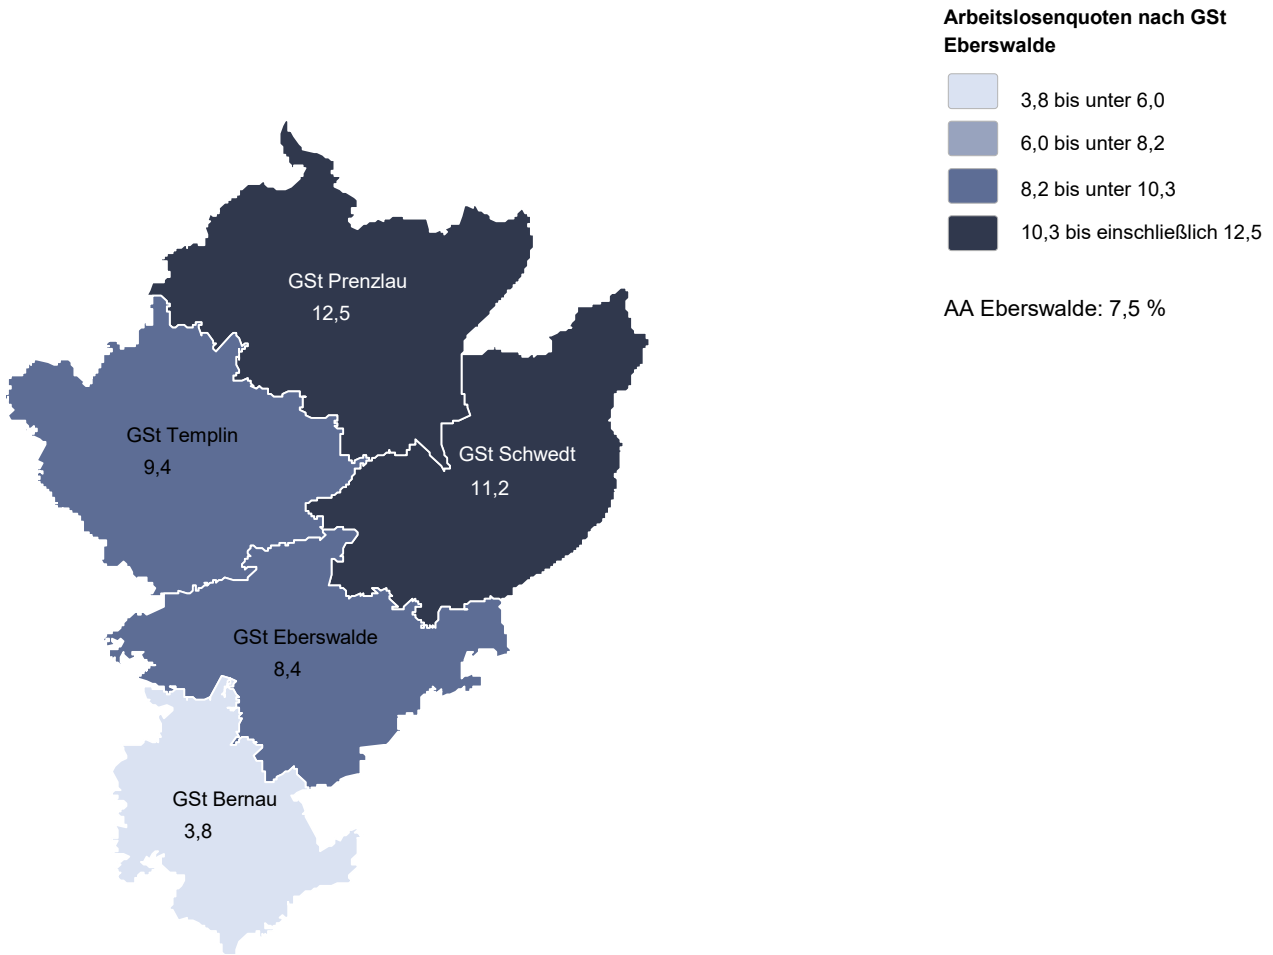 Arbeitslosenquoten nach GSt
Eberswalde
3,8 bis unter 6,0
6,0 bis unter 8,2
8,2 bis unter 10,3
10,3 bis einschließlich 12,5
AA Eberswalde: 7,5 %
GSt Prenzlau
12,5
GSt Templin
9,4
GSt Schwedt
11,2
GSt Eberswalde
8,4
GSt Bernau
3,8